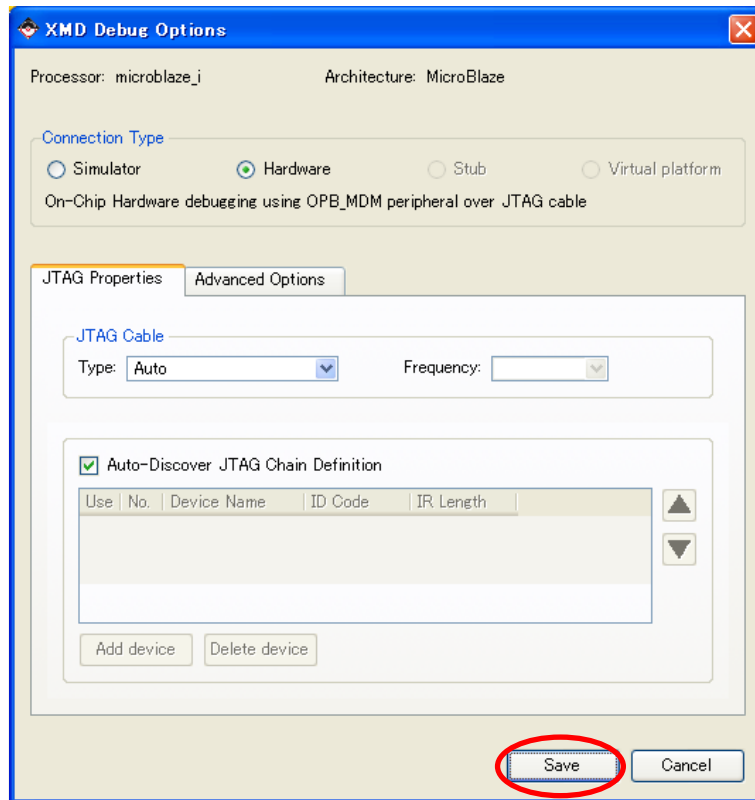 XMD Debug Options
Processor: microblaze_i Architecture: MicroBlaze
Connection Type
Simulator Hardware Stub Virtual platform
On-Chip Hardware debugging using OPB_MDM peripheral over JTAG cable
JTAG Properties Advanced Options
JTAG Cable
Type: Auto Frequency:
Auto-Discover JTAG Chain Definition
Use No. Device Name ID Code IR Length
Add device Delete device
Save Cancel